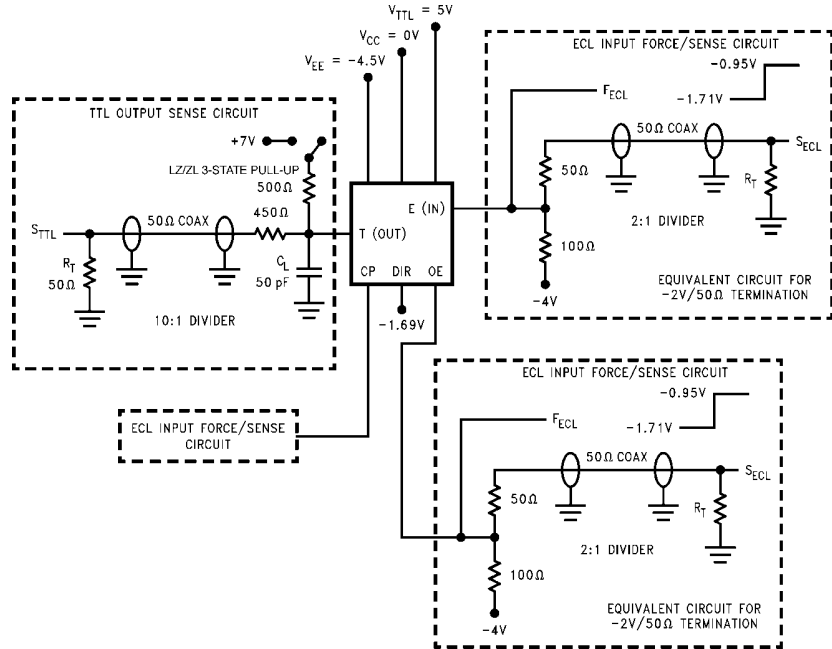 V_TTL = 5V
V_CC = 0V
V_EE = -4.5V
TTL OUTPUT SENSE CIRCUIT
+7V
LZ/ZL 3-STATE PULL-UP
500Ω
450Ω
50Ω COAX
S_TTL
R_T
50Ω
C_L
50 pF
10:1 DIVIDER
E (IN)
T (OUT)
CP DIR OE
-1.69V
ECL INPUT FORCE/SENSE
CIRCUIT
ECL INPUT FORCE/SENSE CIRCUIT
-0.95V
-1.71V
F_ECL
50Ω COAX
S_ECL
50Ω
R_T
2:1 DIVIDER
100Ω
-4V
EQUIVALENT CIRCUIT FOR
-2V/50Ω TERMINATION
ECL INPUT FORCE/SENSE CIRCUIT
-0.95V
-1.71V
F_ECL
50Ω COAX
S_ECL
50Ω
R_T
2:1 DIVIDER
100Ω
-4V
EQUIVALENT CIRCUIT FOR
-2V/50Ω TERMINATION